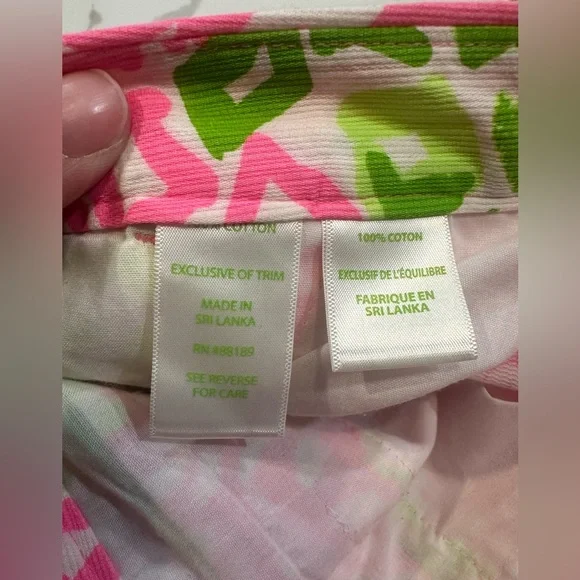 COTTON
EXCLUSIVE OF TRIM
MADE IN
SRI LANKA
RN #88189
SEE REVERSE
FOR CARE
100% COTON
EXCLUSIF DE L'ÉQUILIBRE
FABRIQUE EN
SRI LANKA